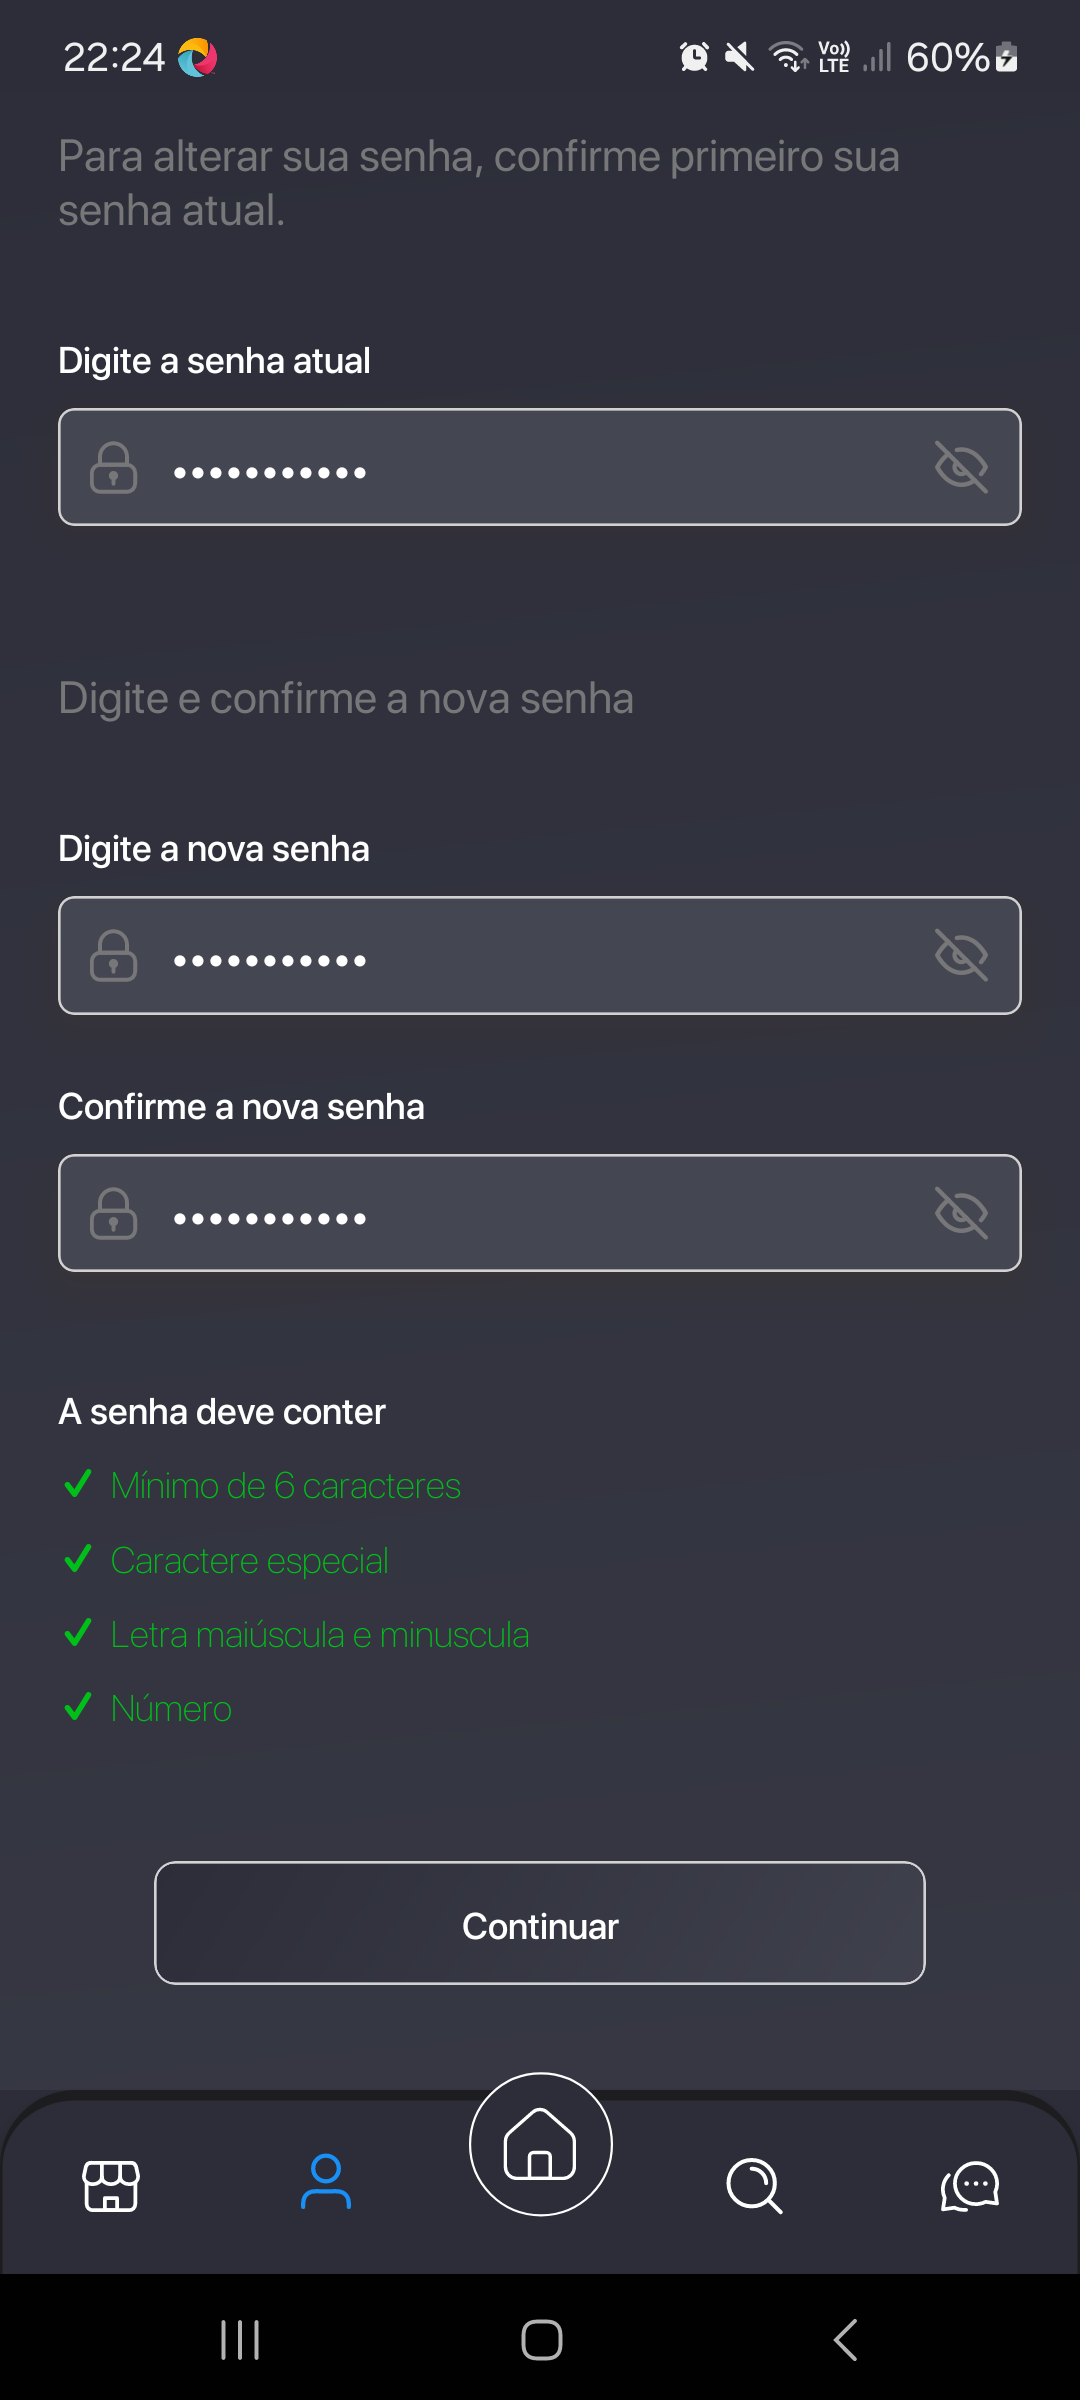 22:24
Vo)) LTE 60%
Para alterar sua senha, confirme primeiro sua
senha atual.
Digite a senha atual
•••••••••••
Digite e confirme a nova senha
Digite a nova senha
•••••••••••
Confirme a nova senha
•••••••••••
A senha deve conter
Mínimo de 6 caracteres
Caractere especial
Letra maiúscula e minuscula
Número
Continuar